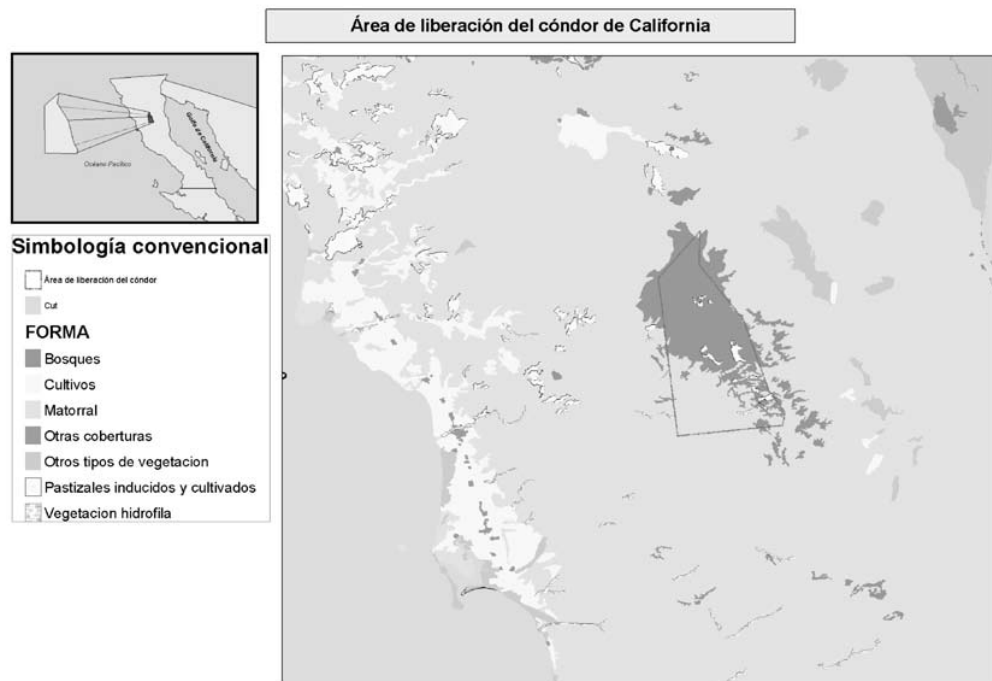 Área de liberación del cóndor de California
Golfo de California
Océano Pacífico
Simbología convencional
Área de liberación del cóndor
Cut
FORMA
Bosques
Cultivos
Matorral
Otras coberturas
Otros tipos de vegetacion
Pastizales inducidos y cultivados
Vegetacion hidrofila